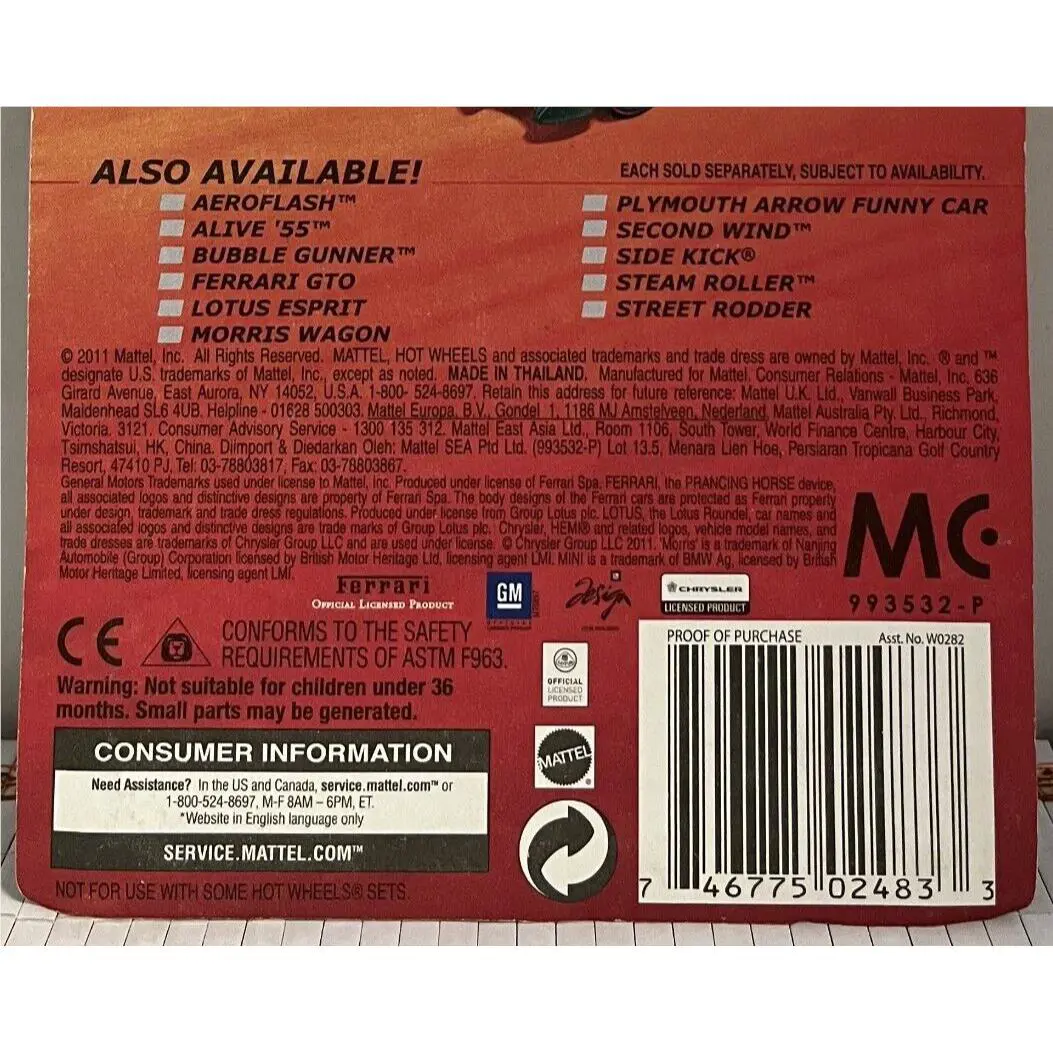 ALSO AVAILABLE!
EACH SOLD SEPARATELY, SUBJECT TO AVAILABILITY.
AEROFLASH™
ALIVE '55™
BUBBLE GUNNER™
FERRARI GTO
LOTUS ESPRIT
MORRIS WAGON
PLYMOUTH ARROW FUNNY CAR
SECOND WIND™
SIDE KICK®
STEAM ROLLER™
STREET RODDER
© 2011 Mattel, Inc. All Rights Reserved. MATTEL, HOT WHEELS and associated trademarks and trade dress are owned by Mattel, Inc. ® and ™
designate U.S. trademarks of Mattel, Inc., except as noted. MADE IN THAILAND. Manufactured for Mattel. Consumer Relations - Mattel, Inc. 636
Girard Avenue, East Aurora, NY 14052, U.S.A. 1-800- 524-8697. Retain this address for future reference: Mattel U.K. Ltd., Vanwall Business Park,
Maidenhead SL6 4UB. Helpline - 01628 500303. Mattel Europa, B.V., Gondel 1, 1186 MJ Amstelveen, Nederland. Mattel Australia Pty. Ltd., Richmond,
Victoria. 3121. Consumer Advisory Service - 1300 135 312. Mattel East Asia Ltd., Room 1106, South Tower, World Finance Centre, Harbour City,
Tsimshatsui, HK, China. Diimport & Diedarkan Oleh: Mattel SEA Ptd Ltd. (993532-P) Lot 13.5, Menara Lien Hoe, Persiaran Tropicana Golf Country
Resort, 47410 PJ. Tel: 03-78803817, Fax: 03-78803867.
General Motors Trademarks used under license to Mattel, Inc. Produced under license of Ferrari Spa. FERRARI, the PRANCING HORSE device,
all associated logos and distinctive designs are property of Ferrari Spa. The body designs of the Ferrari cars are protected as Ferrari property
under design, trademark and trade dress regulations. Produced under license from Group Lotus plc. LOTUS, the Lotus Roundel, car names and
all associated logos and distinctive designs are trade marks of Group Lotus plc. Chrysler, HEMI® and related logos, vehicle model names, and
trade dresses are trademarks of Chrysler Group LLC and are used under license. © Chrysler Group LLC 2011. 'Morris' is a trademark of Nanjing
Automobile (Group) Corporation licensed by British Motor Heritage Ltd, licensing agent LMI. MINI is a trademark of BMW Ag, licensed by British
Motor Heritage Limited, licensing agent LMI.
MC
993532-P
Ferrari
OFFICIAL LICENSED PRODUCT
GM
Design
CHRYSLER
LICENSED PRODUCT
CE
CONFORMS TO THE SAFETY
REQUIREMENTS OF ASTM F963.
Warning: Not suitable for children under 36
months. Small parts may be generated.
OFFICIAL
LICENSED
PRODUCT
MATTEL
CONSUMER INFORMATION
Need Assistance? In the US and Canada, service.mattel.com™ or
1-800-524-8697, M-F 8AM – 6PM, ET.
*Website in English language only
SERVICE.MATTEL.COM™
NOT FOR USE WITH SOME HOT WHEELS® SETS.
PROOF OF PURCHASE
Asst. No. W0282
7 46775 02483 3